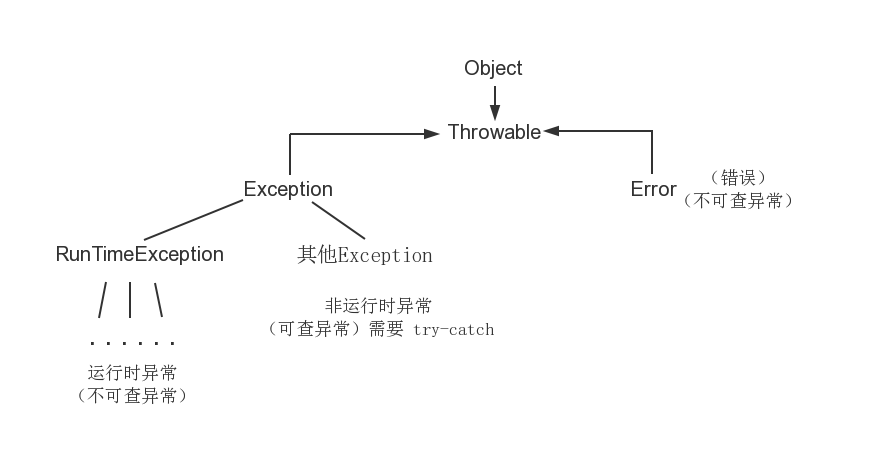 Object
Throwable
Exception
Error
（错误）
（不可查异常）
RunTimeException
其他Exception
非运行时异常
（可查异常）需要 try-catch
......
运行时异常
（不可查异常）